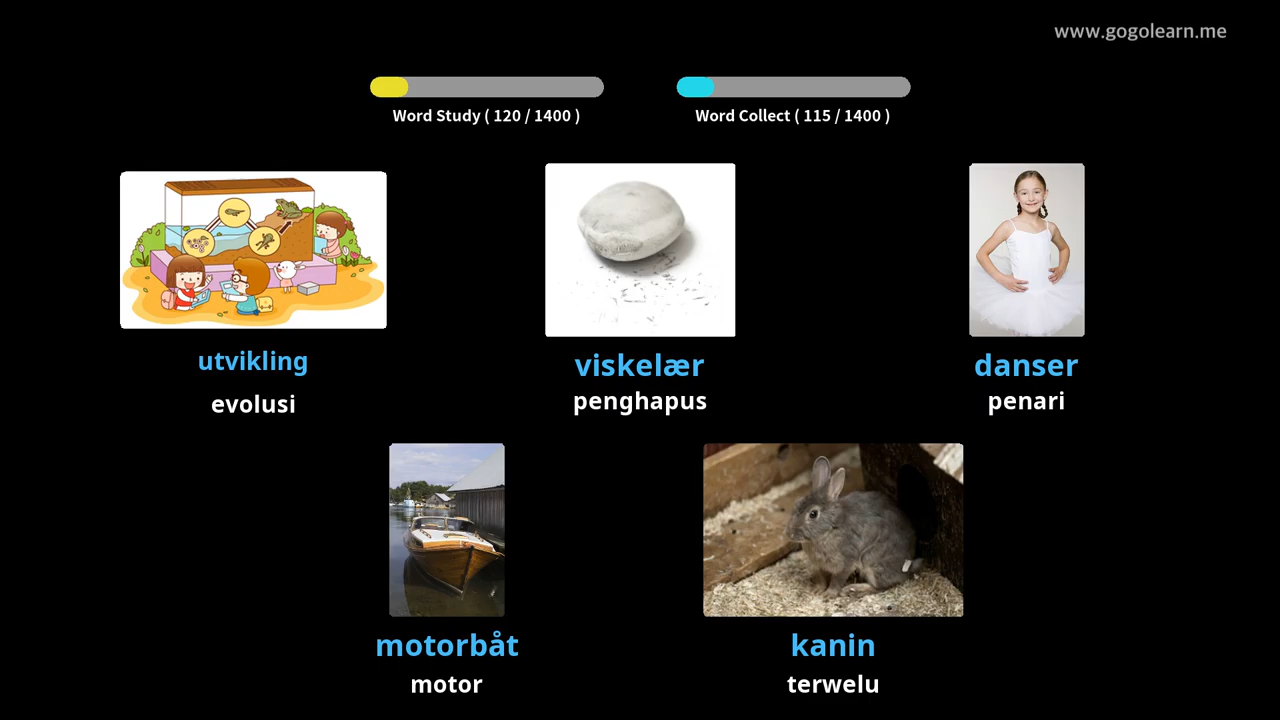 www.gogolearn.me
Word Study ( 120 / 1400 )
Word Collect ( 115 / 1400 )
utvikling
evolusi
viskelær
penghapus
danser
penari
motorbåt
motor
kanin
terwelu